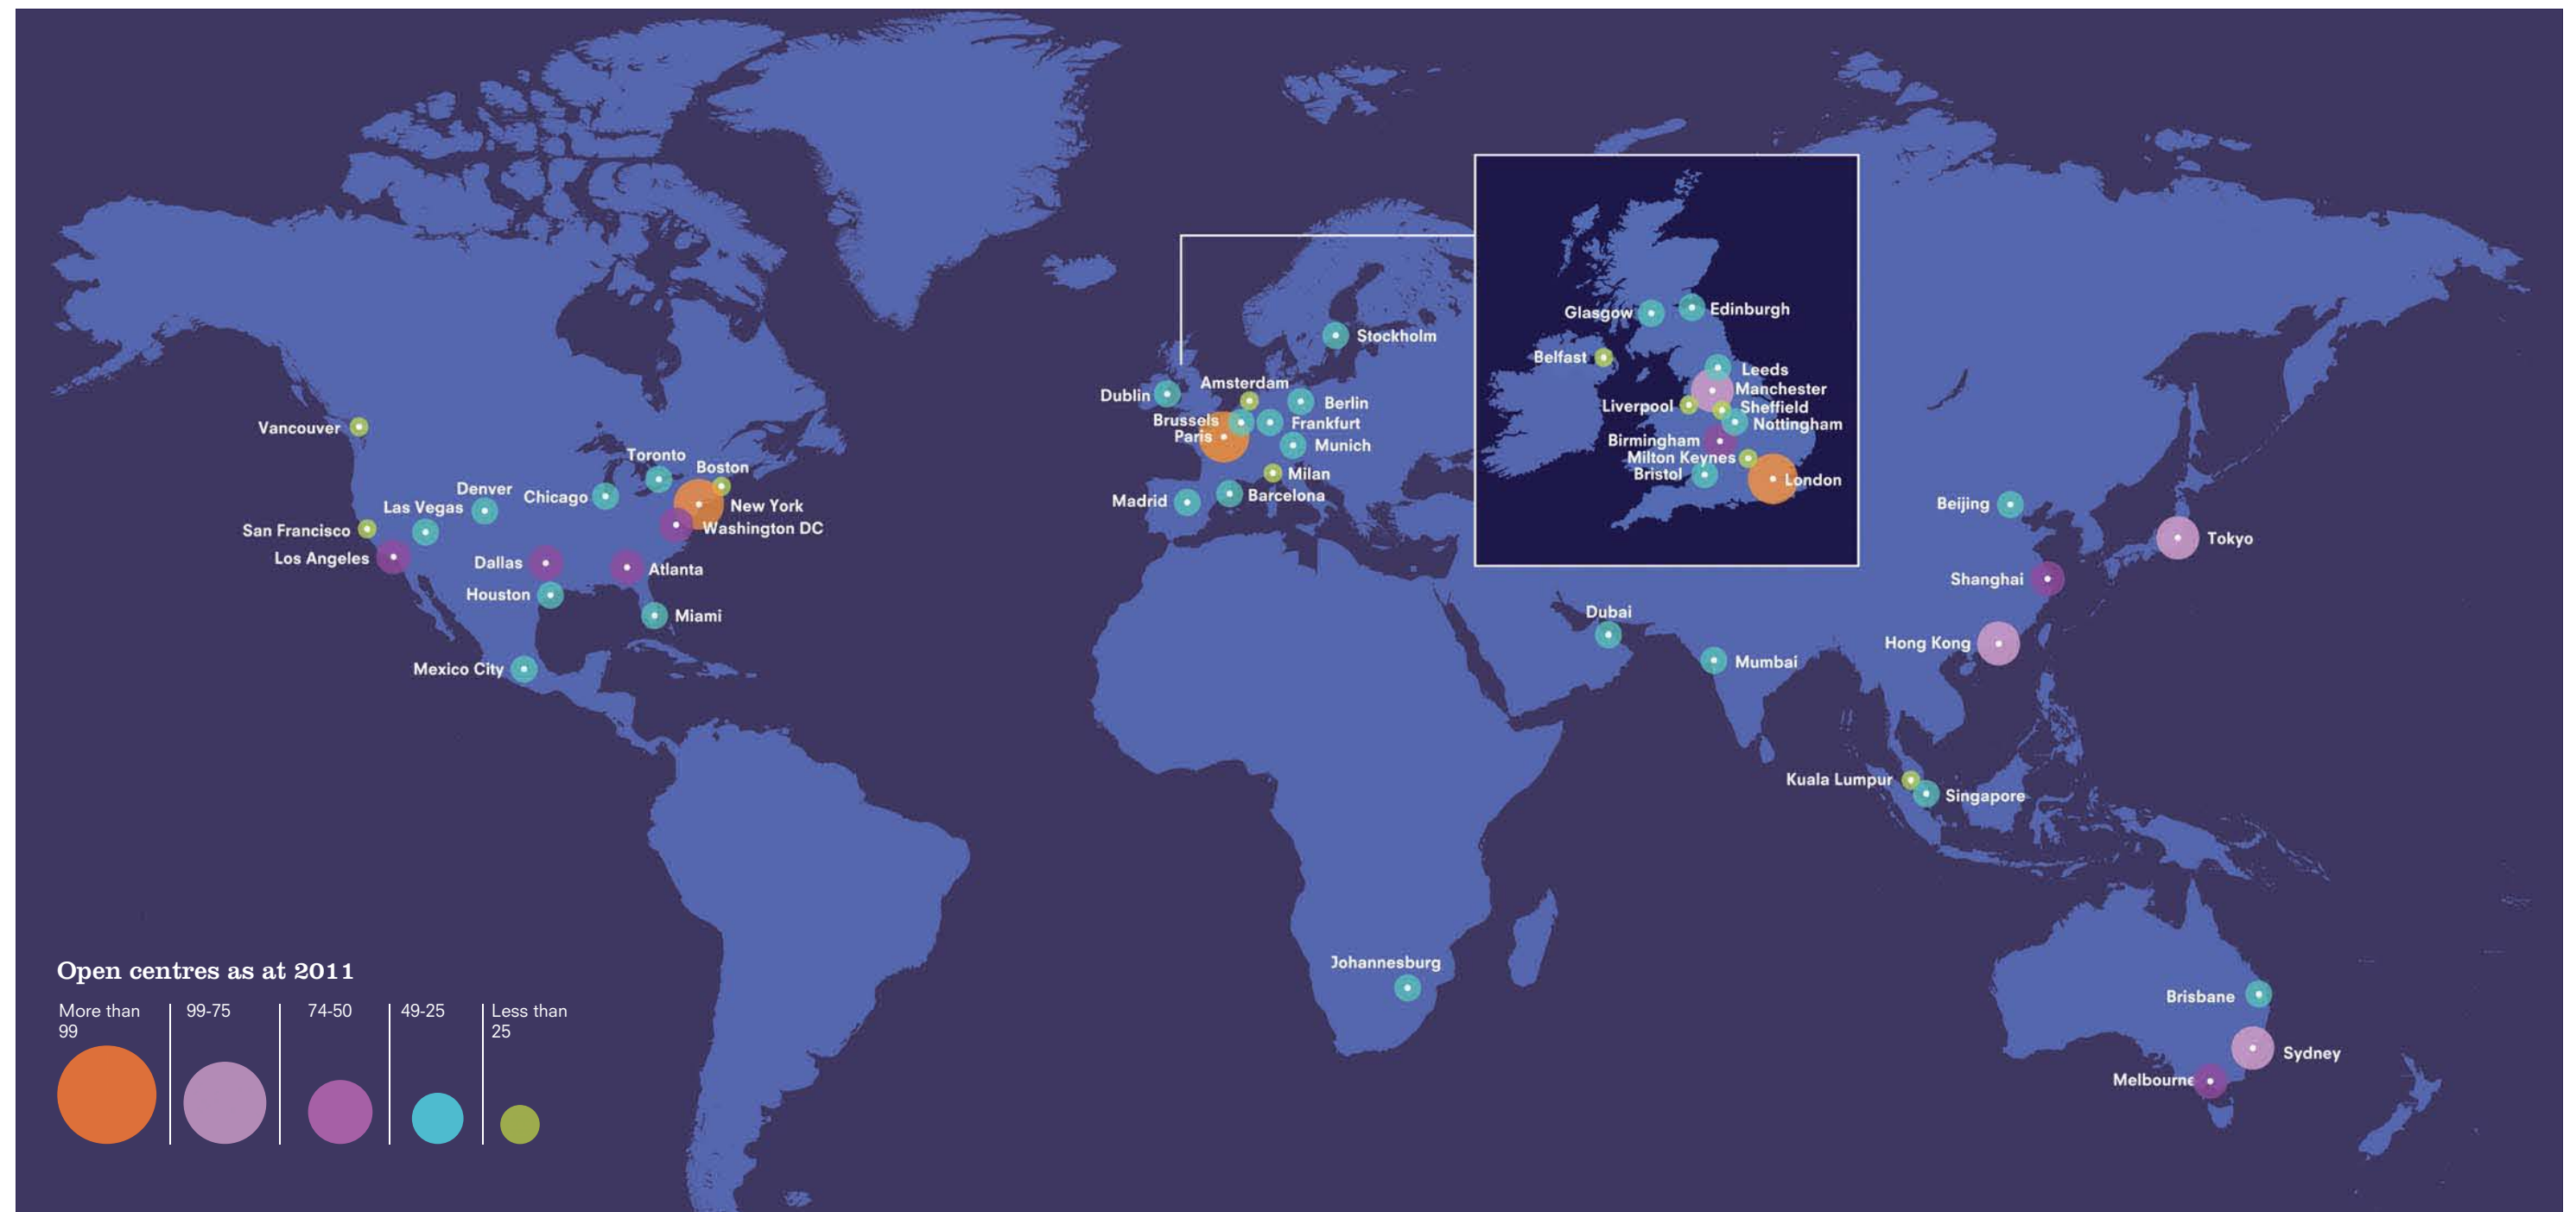 Glasgow
Edinburgh
Belfast
Leeds
Manchester
Liverpool
Sheffield
Nottingham
Birmingham
Milton Keynes
Bristol
London
Stockholm
Dublin
Amsterdam
Berlin
Brussels
Frankfurt
Paris
Munich
Milan
Madrid
Barcelona
Vancouver
Toronto
Boston
Denver
Chicago
Las Vegas
New York
San Francisco
Washington DC
Los Angeles
Dallas
Atlanta
Houston
Miami
Mexico City
Beijing
Tokyo
Shanghai
Dubai
Hong Kong
Mumbai
Kuala Lumpur
Singapore
Johannesburg
Brisbane
Sydney
Melbourne
Open centres as at 2011
More than
99
99-75
74-50
49-25
Less than
25